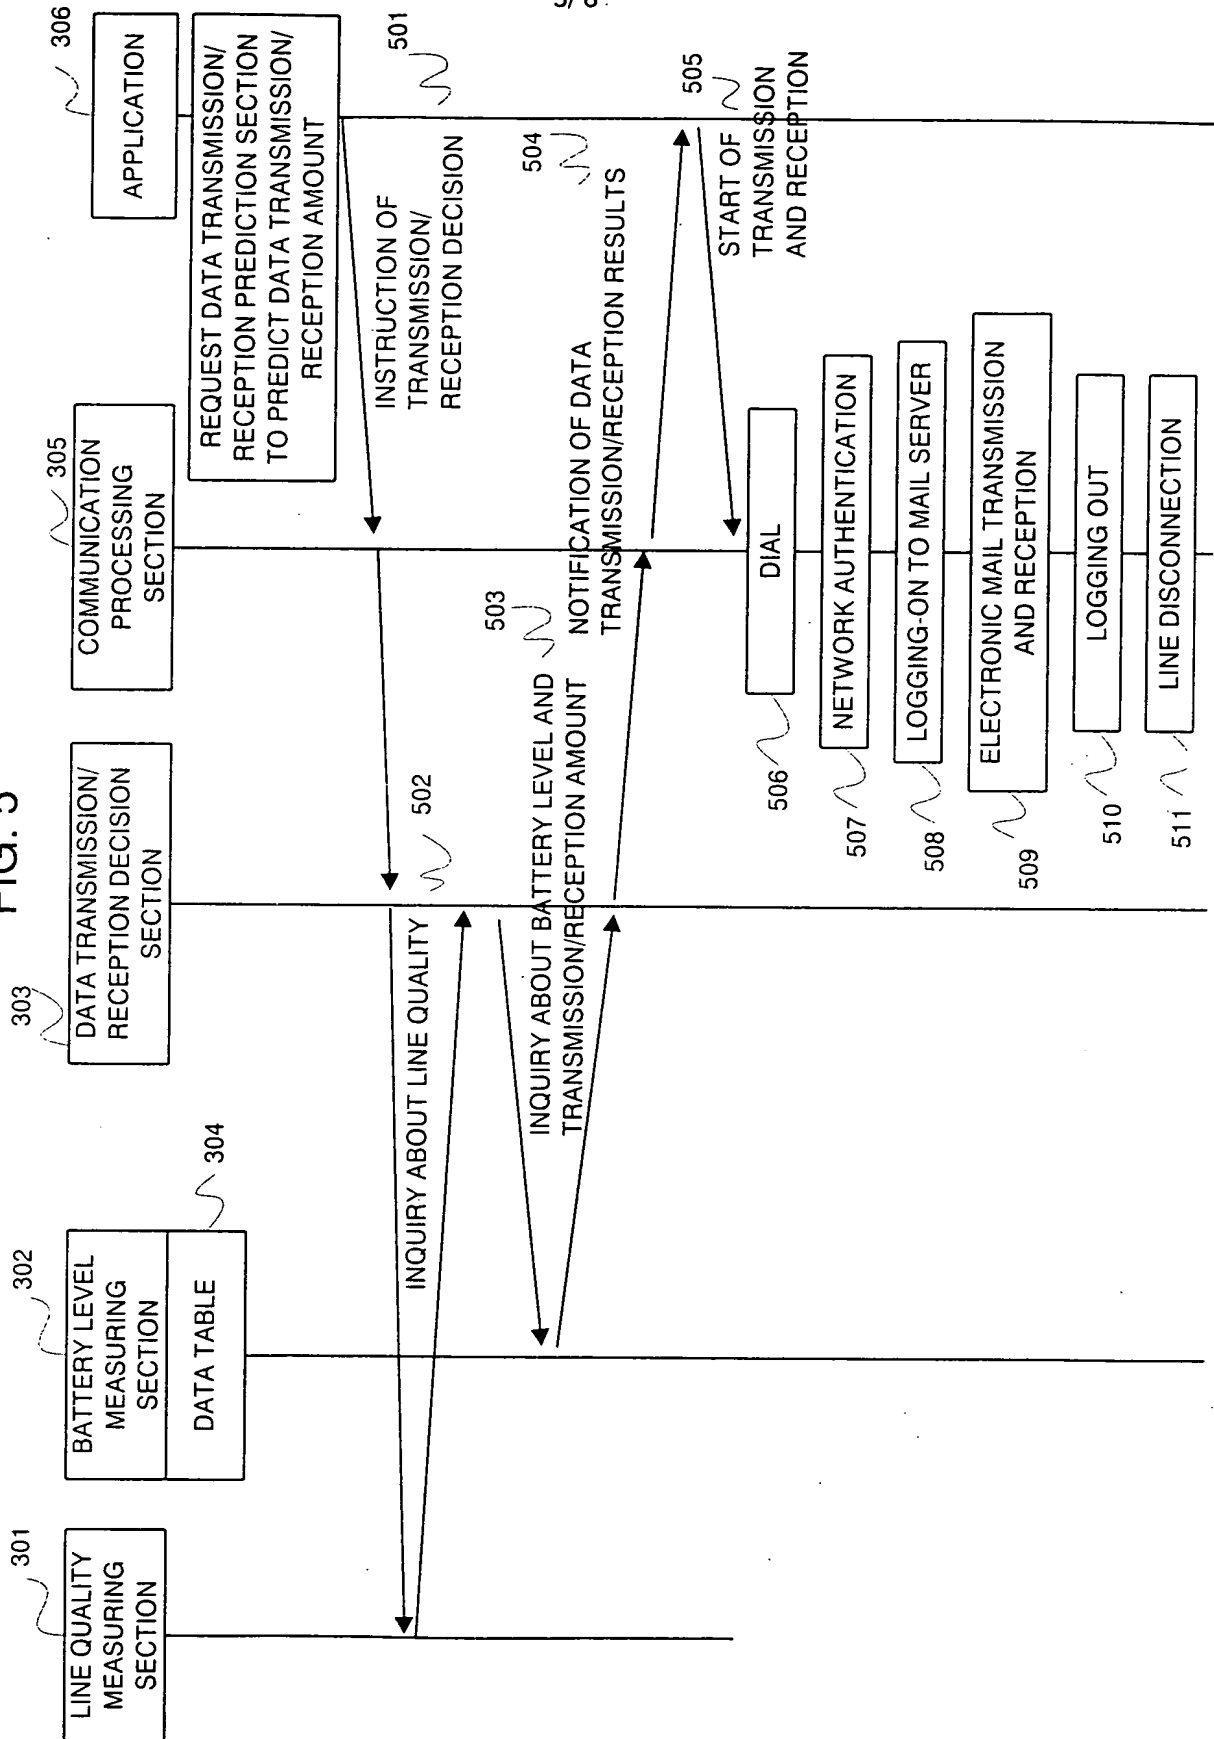 5/8
FIG. 5
301
LINE QUALITY
MEASURING
SECTION
302
BATTERY LEVEL
MEASURING
SECTION
DATA TABLE
304
303
DATA TRANSMISSION/
RECEPTION DECISION
SECTION
305
COMMUNICATION
PROCESSING
SECTION
306
APPLICATION
REQUEST DATA TRANSMISSION/
RECEPTION PREDICTION SECTION
TO PREDICT DATA TRANSMISSION/
RECEPTION AMOUNT
501
INSTRUCTION OF
TRANSMISSION/
RECEPTION DECISION
502
INQUIRY ABOUT LINE QUALITY
503
INQUIRY ABOUT BATTERY LEVEL AND
TRANSMISSION/RECEPTION AMOUNT
504
NOTIFICATION OF DATA
TRANSMISSION/RECEPTION RESULTS
505
START OF
TRANSMISSION
AND RECEPTION
506
DIAL
507
NETWORK AUTHENTICATION
508
LOGGING-ON TO MAIL SERVER
509
ELECTRONIC MAIL TRANSMISSION
AND RECEPTION
510
LOGGING OUT
511
LINE DISCONNECTION